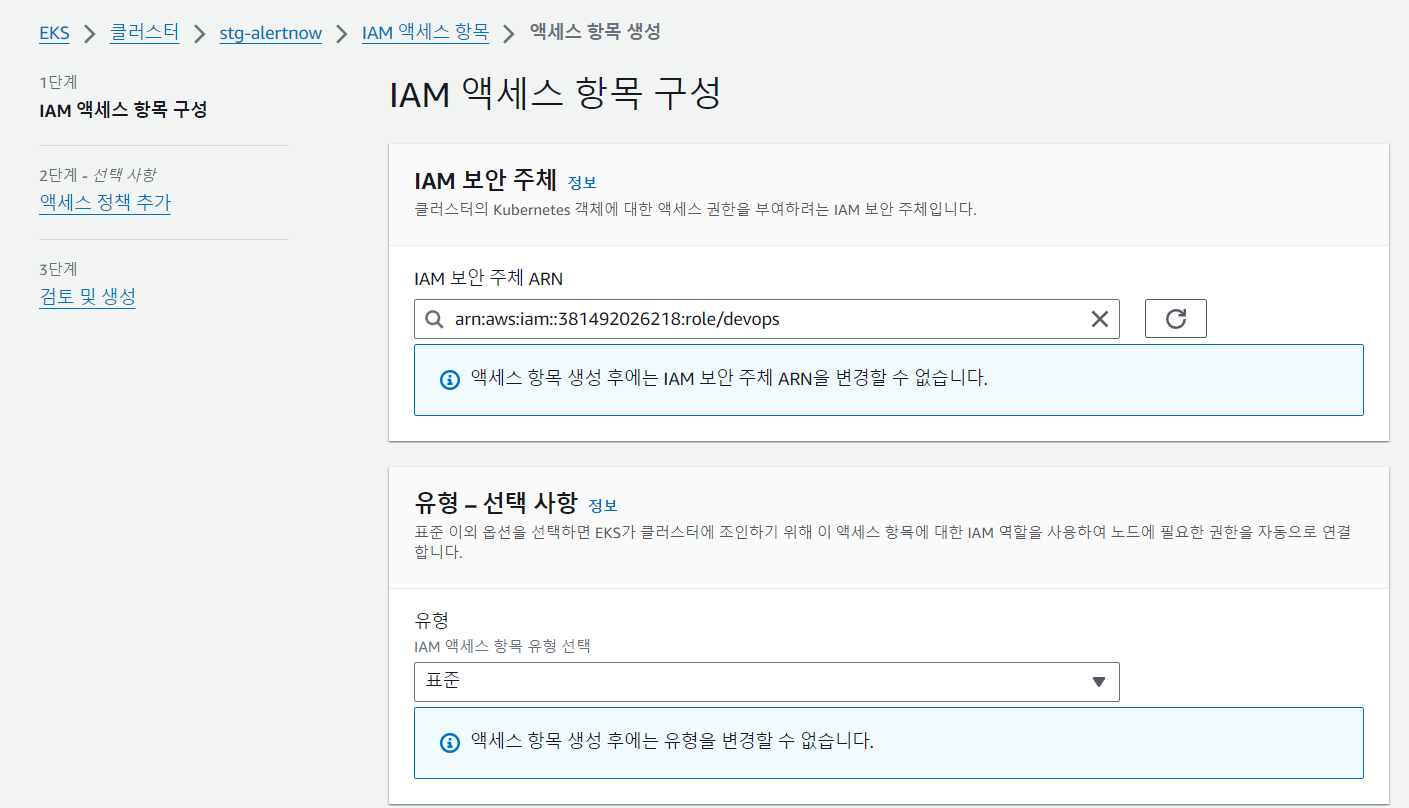 EKS > 클러스터 > stg-alertnow > IAM 액세스 항목 > 액세스 항목 생성
1단계
IAM 액세스 항목 구성
2단계 - 선택 사항
액세스 정책 추가
3단계
검토 및 생성
IAM 액세스 항목 구성
IAM 보안 주체 정보
클러스터의 Kubernetes 객체에 대한 액세스 권한을 부여하려는 IAM 보안 주체입니다.
IAM 보안 주체 ARN
arn:aws:iam::381492026218:role/devops
액세스 항목 생성 후에는 IAM 보안 주체 ARN을 변경할 수 없습니다.
유형 – 선택 사항 정보
표준 이외 옵션을 선택하면 EKS가 클러스터에 조인하기 위해 이 액세스 항목에 대한 IAM 역할을 사용하여 노드에 필요한 권한을 자동으로 연결
합니다.
유형
IAM 액세스 항목 유형 선택
표준
액세스 항목 생성 후에는 유형을 변경할 수 없습니다.